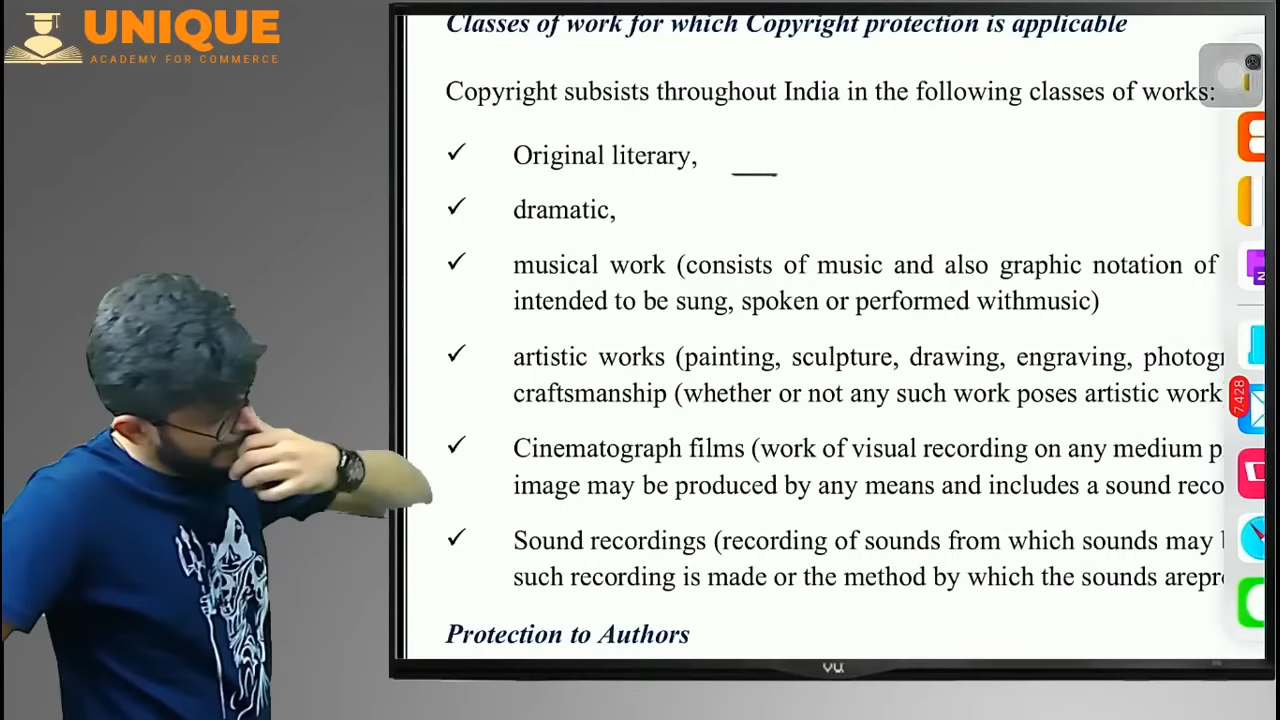 UNIQUE
ACADEMY FOR COMMERCE
Classes of work for which Copyright protection is applicable
Copyright subsists throughout India in the following classes of works:
✓ Original literary,
✓ dramatic,
✓ musical work (consists of music and also graphic notation of
intended to be sung, spoken or performed withmusic)
✓ artistic works (painting, sculpture, drawing, engraving,
craftsmanship (whether or not any such work poses artistic work
✓ Cinematograph films (work of visual recording on any medium
image may be produced by any means and includes a sound
✓ Sound recordings (recording of sounds from which sounds may
such recording is made or the method by which the sounds
7,428
Protection to Authors
vu